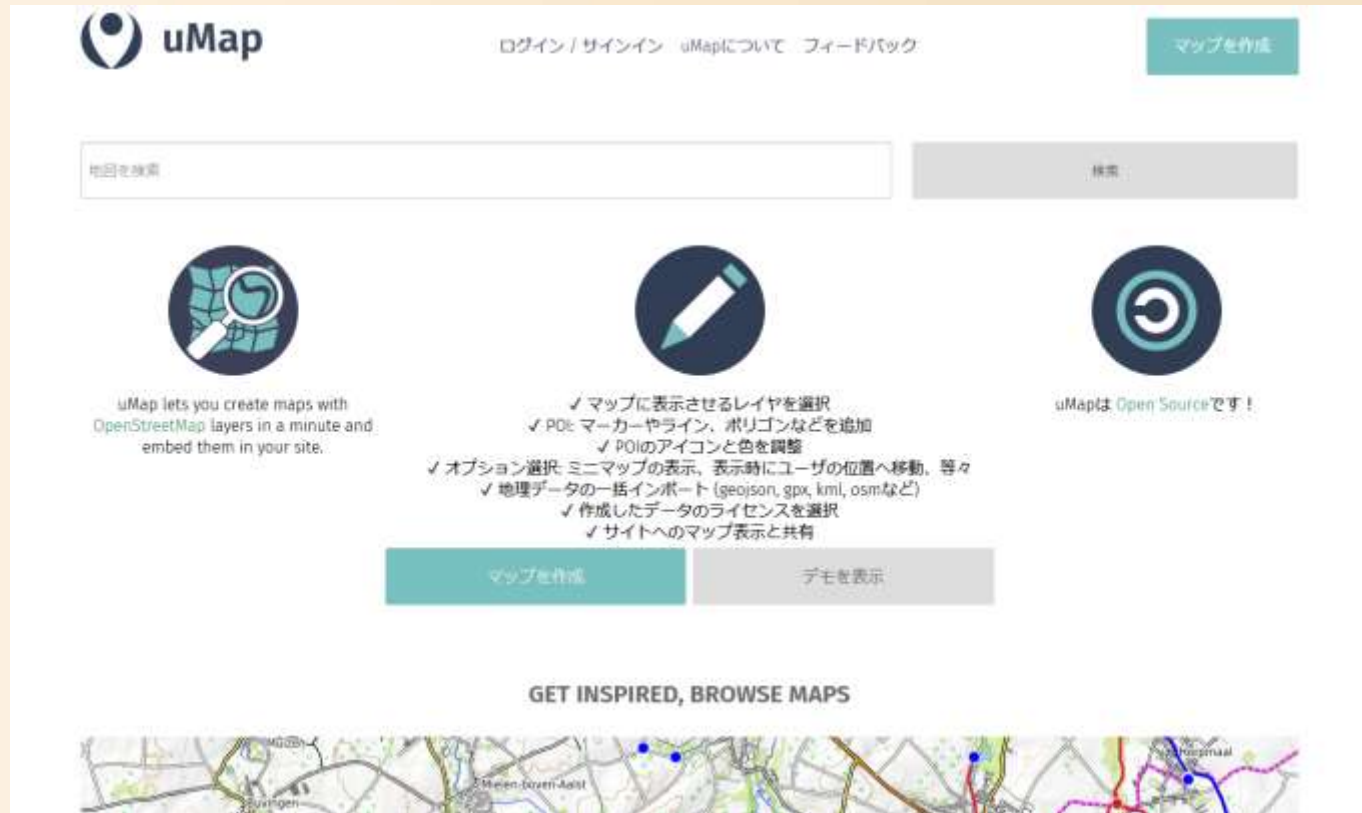 uMap
ログイン / サインイン uMapについて フィードバック
マップを作成
地図を検索
検索
uMap lets you create maps with
OpenStreetMap layers in a minute and
embed them in your site.
✓ マップに表示させるレイヤを選択
✓ POI: マーカーやライン、ポリゴンなどを追加
✓ POIのアイコンと色を調整
✓ オプション選択: ミニマップの表示、表示時にユーザの位置へ移動、等々
✓ 地理データの一括インポート (geojson, gpx, kml, osmなど)
✓ 作成したデータのライセンスを選択
✓ サイトへのマップ表示と共有
uMapは Open Sourceです！
マップを作成
デモを表示
GET INSPIRED, BROWSE MAPS
Mielen-boven-Aalst
Buvingen